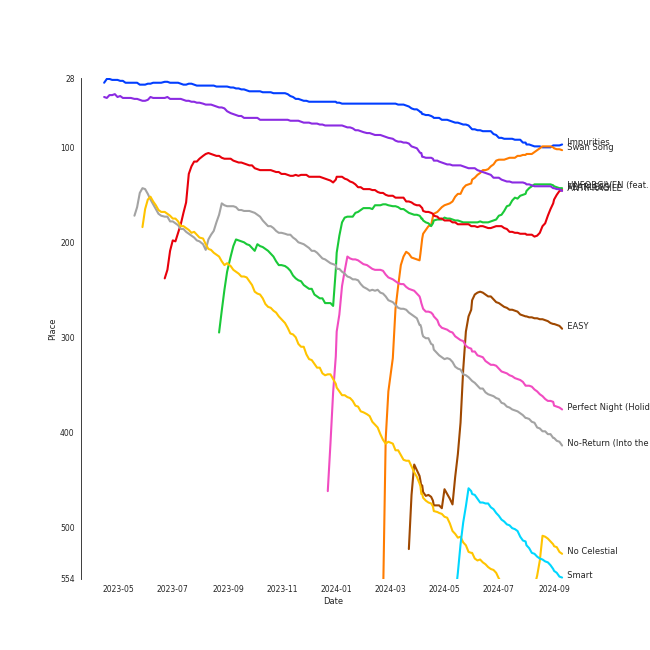 28
100
200
300
400
500
554
Place
2023-05
2023-07
2023-09
2023-11
2024-01
2024-03
2024-05
2024-07
2024-09
Date
Impurities
Swan Song
(feat.
EASY
Perfect Night (Holid
No-Return (Into the
No Celestial
Smart